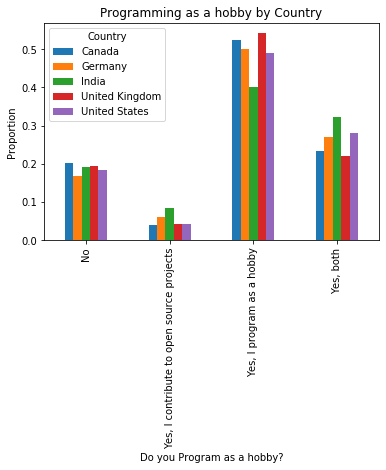 Programming as a hobby by Country
Country
Canada
Germany
India
United Kingdom
United States
Proportion
0.5
0.4
0.3
0.2
0.1
0.0
No
Yes, I contribute to open source projects
Yes, I program as a hobby
Yes, both
Do you Program as a hobby?